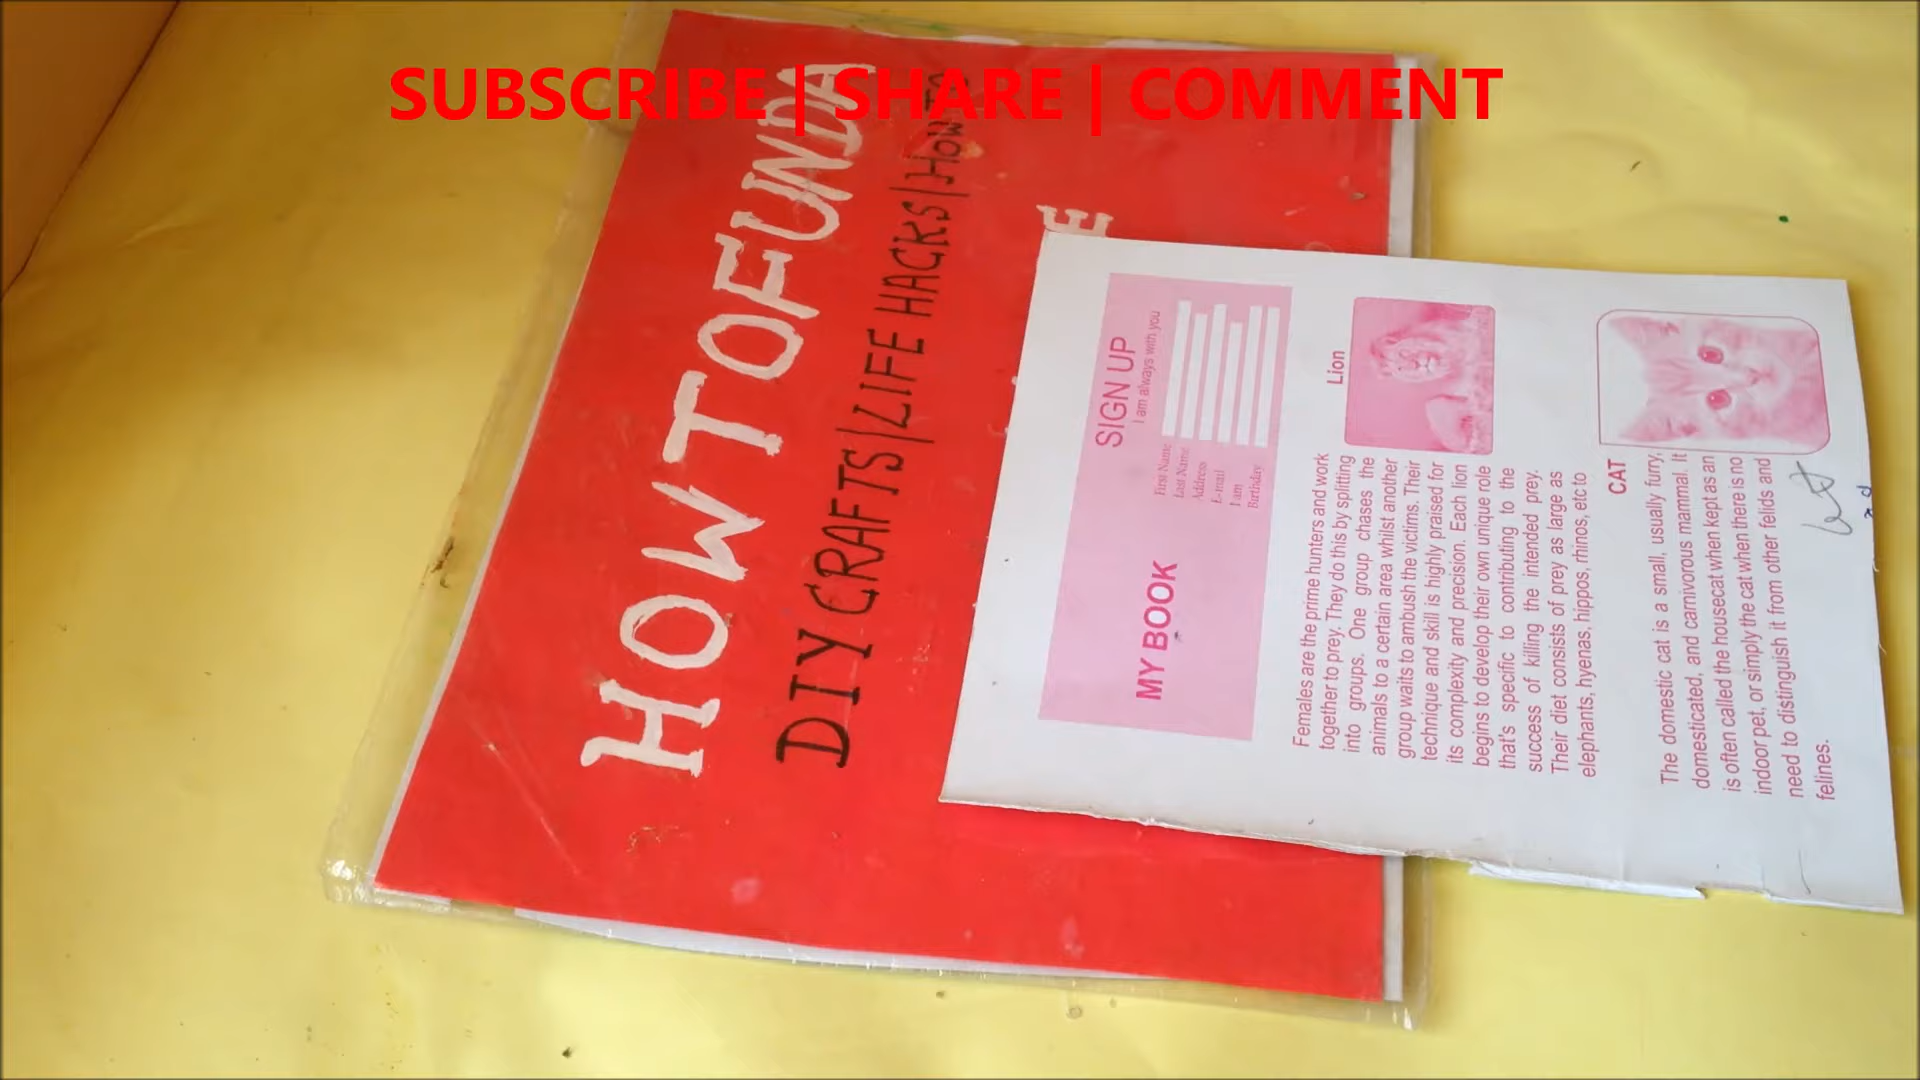 SUBSCRIBE | SHARE | COMMENT
HOWTOFUNDA
DIY CRAFTS|LIFE HACKS|HOWTO
E
MY BOOK
SIGN UP
I am always with you
First Name
Last Name
Address
E-mail
I am
Birthday
Lion
Females are the prime hunters and work
together to prey. They do this by splitting
into groups. One group chases the
animals to a certain area whilst another
group waits to ambush the victims. Their
technique and skill is highly praised for
its complexity and precision. Each lion
begins to develop their own unique role
that's specific to contributing to the
success of killing the intended prey.
Their diet consists of prey as large as
elephants, hyenas, hippos, rhinos, etc to
CAT
The domestic cat is a small, usually furry,
domesticated, and carnivorous mammal. It
is often called the housecat when kept as an
indoor pet, or simply the cat when there is no
need to distinguish it from other felids and
felines.